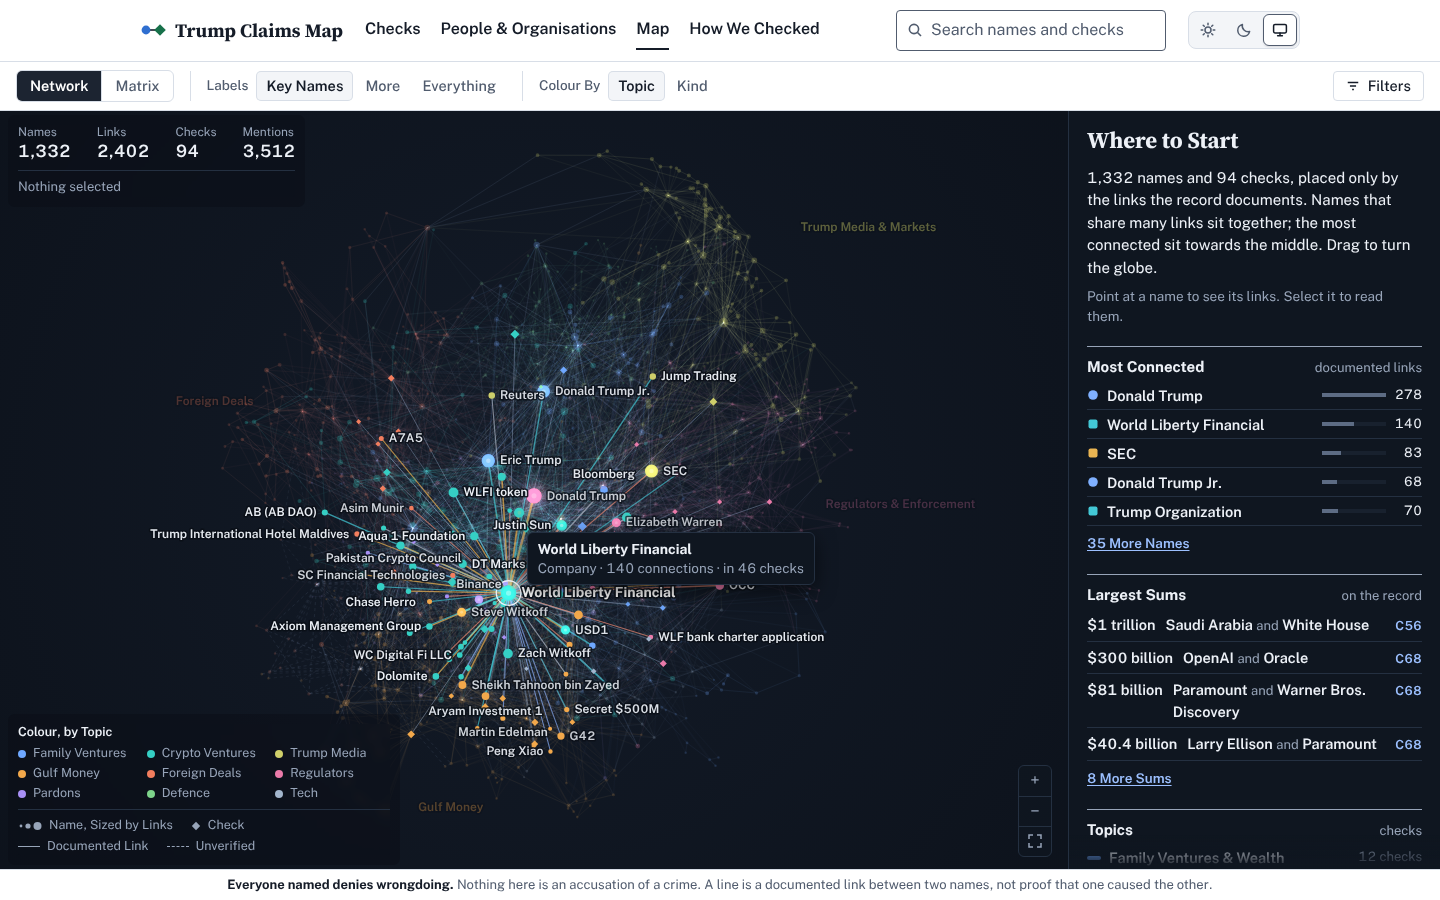 Trump Claims Map
Checks
People & Organisations
Map
How We Checked
Search names and checks
Network
Matrix
Labels
Key Names
More
Everything
Colour By
Topic
Kind
Filters
Names
Links
Checks
Mentions
1,332
2,402
94
3,512
Nothing selected
Trump Media & Markets
Foreign Deals
Regulators & Enforcement
Gulf Money
Jump Trading
Reuters
Donald Trump Jr.
A7A5
Eric Trump
Bloomberg
SEC
WLFI token
Donald Trump
AB (AB DAO)
Asim Munir
Justin Sun
Elizabeth Warren
Trump International Hotel Maldives
Aqua 1 Foundation
Pakistan Crypto Council
DT Marks
SC Financial Technologies
Binance
World Liberty Financial
Company · 140 connections · in 46 checks
World Liberty Financial
Chase Herro
Steve Witkoff
Axiom Management Group
USD1
WLF bank charter application
WC Digital Fi LLC
Zach Witkoff
Dolomite
Sheikh Tahnoon bin Zayed
Aryam Investment 1
Secret $500M
Martin Edelman
G42
Peng Xiao
Colour, by Topic
Family Ventures
Crypto Ventures
Trump Media
Gulf Money
Foreign Deals
Regulators
Pardons
Defence
Tech
Name, Sized by Links
Check
Documented Link
Unverified
+
−
Where to Start
1,332 names and 94 checks, placed only by
the links the record documents. Names that
share many links sit together; the most
connected sit towards the middle. Drag to turn
the globe.
Point at a name to see its links. Select it to read
them.
Most Connected
documented links
Donald Trump 278
World Liberty Financial 140
SEC 83
Donald Trump Jr. 68
Trump Organization 70
35 More Names
Largest Sums
on the record
$1 trillion Saudi Arabia and White House C56
$300 billion OpenAI and Oracle C68
$81 billion Paramount and Warner Bros. C68
Discovery
$40.4 billion Larry Ellison and Paramount C68
8 More Sums
Topics
checks
Family Ventures & Wealth 12 checks
Everyone named denies wrongdoing. Nothing here is an accusation of a crime. A line is a documented link between two names, not proof that one caused the other.